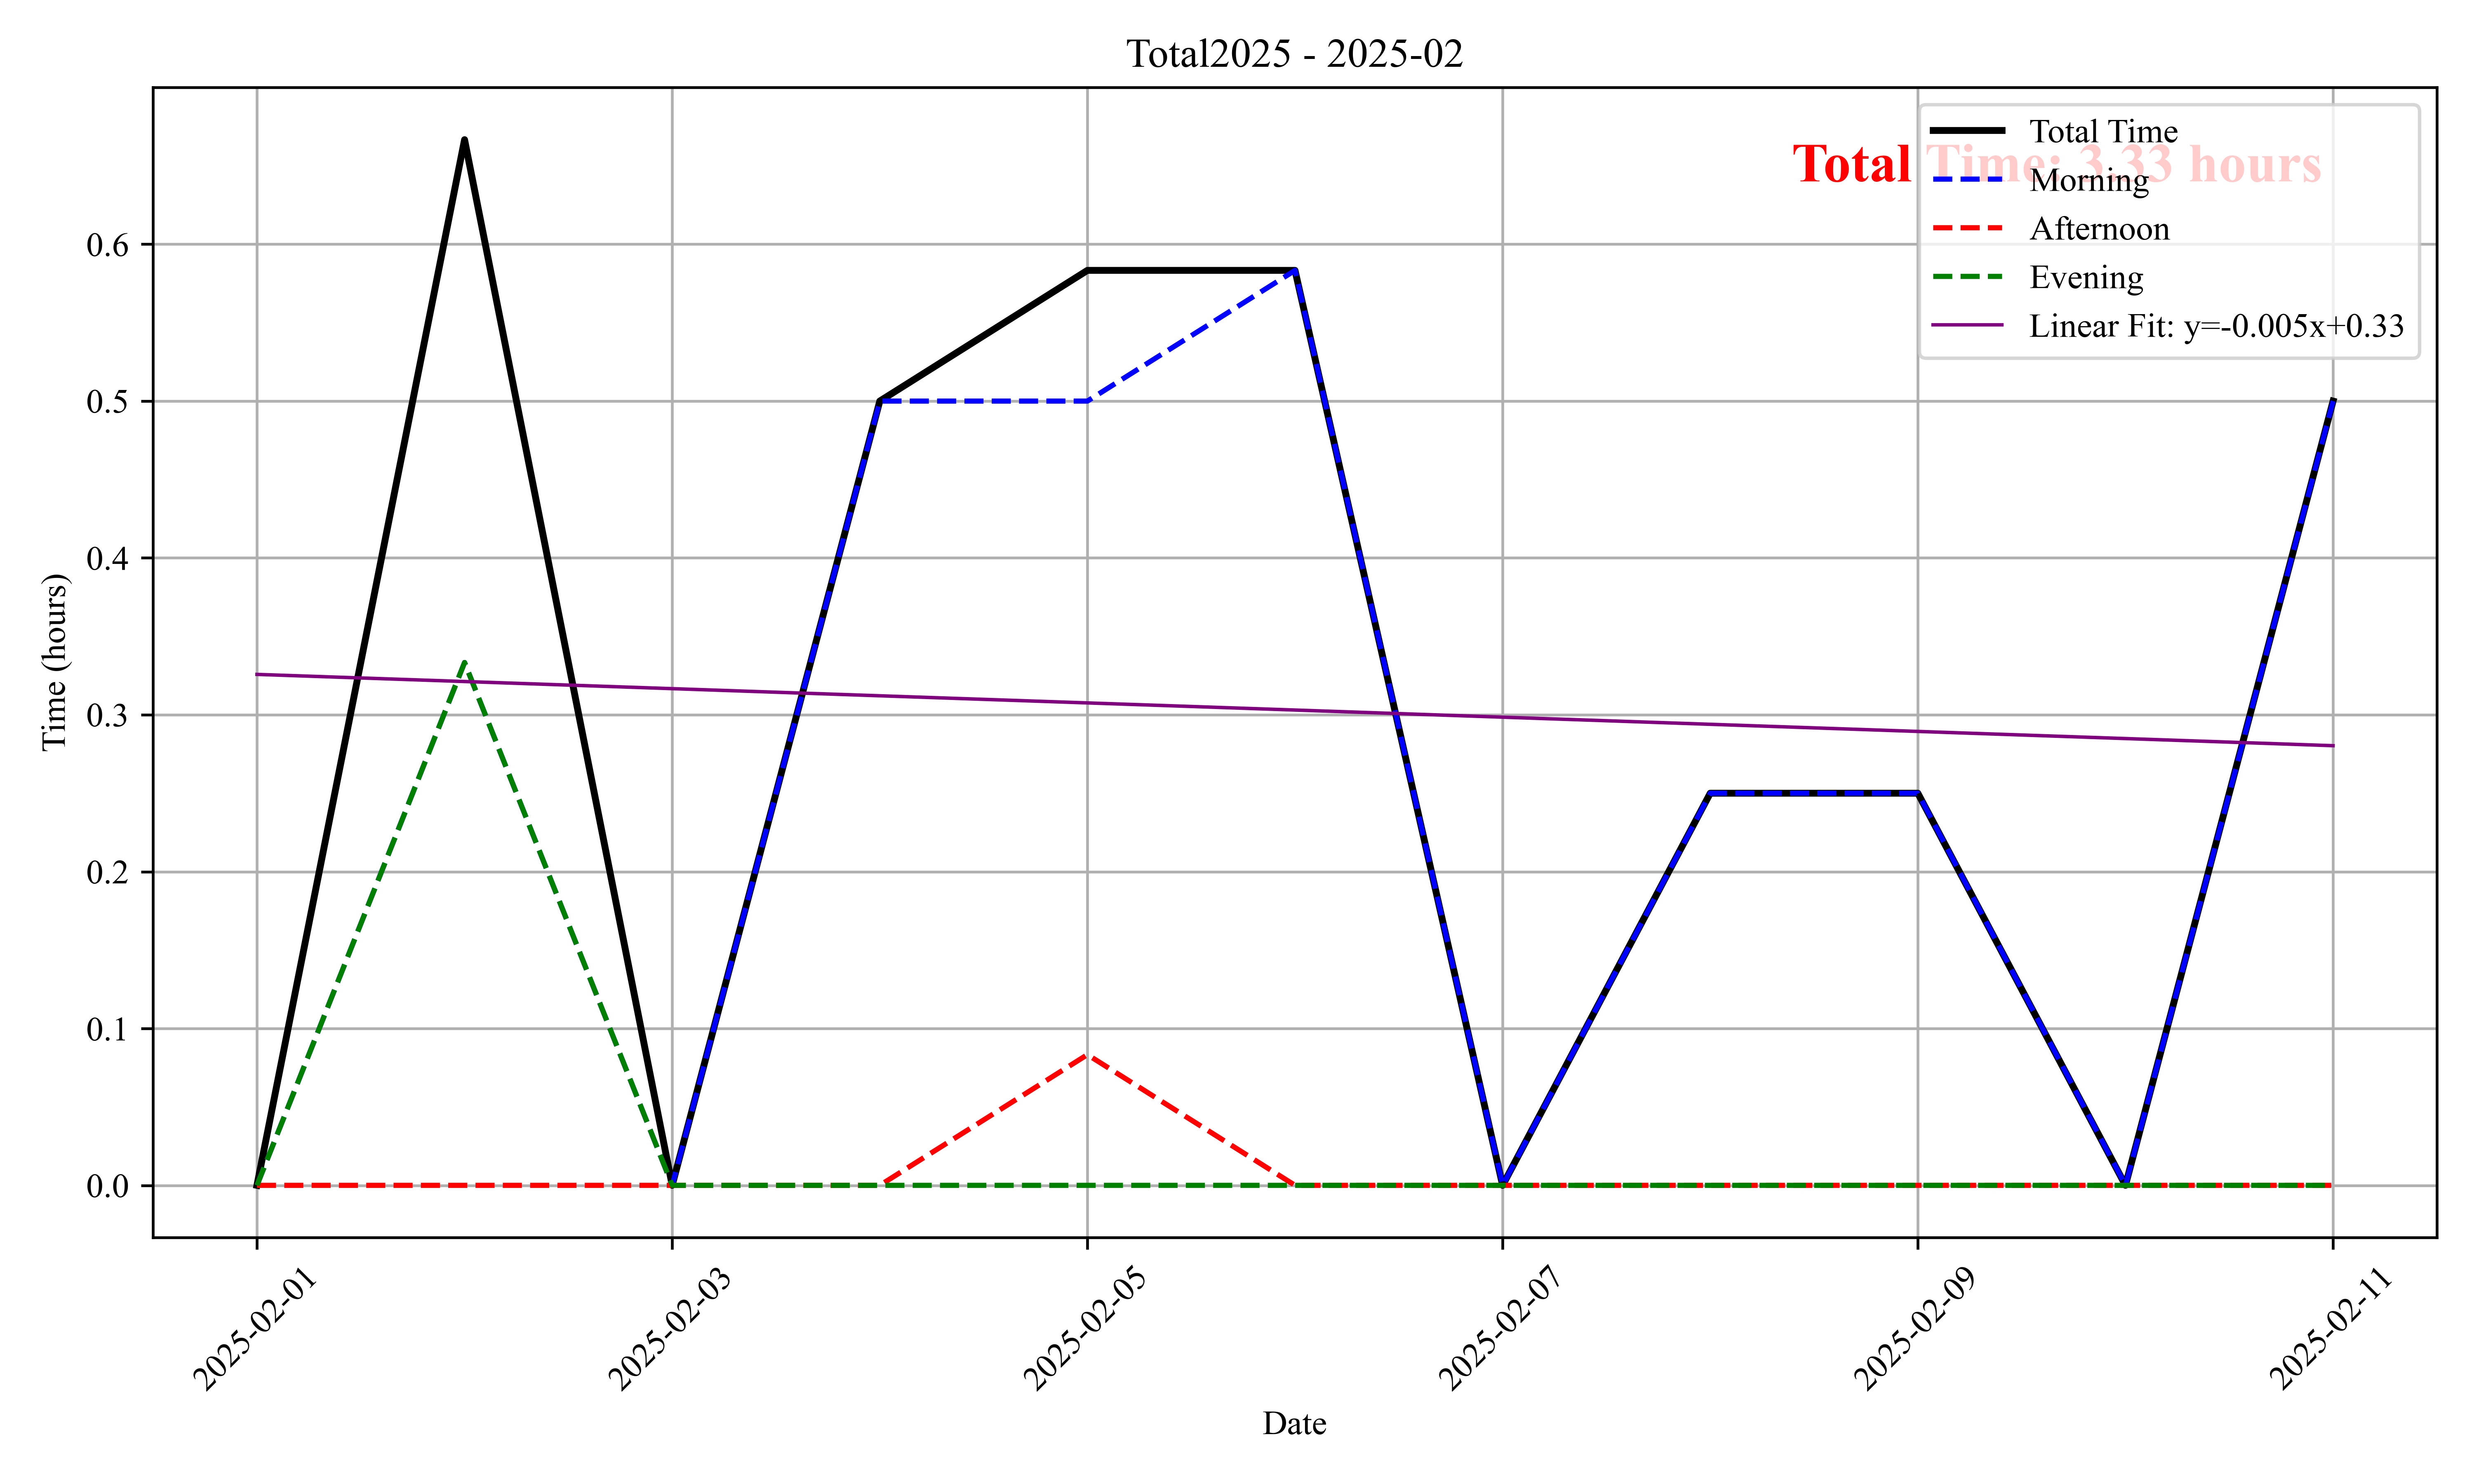 Total2025 - 2025-02
Total Time: 3.33 hours
Total Time
Morning
Afternoon
Evening
Linear Fit: y=-0.005x+0.33
Time (hours)
0.6
0.5
0.4
0.3
0.2
0.1
0.0
2025-02-01
2025-02-03
2025-02-05
2025-02-07
2025-02-09
2025-02-11
Date